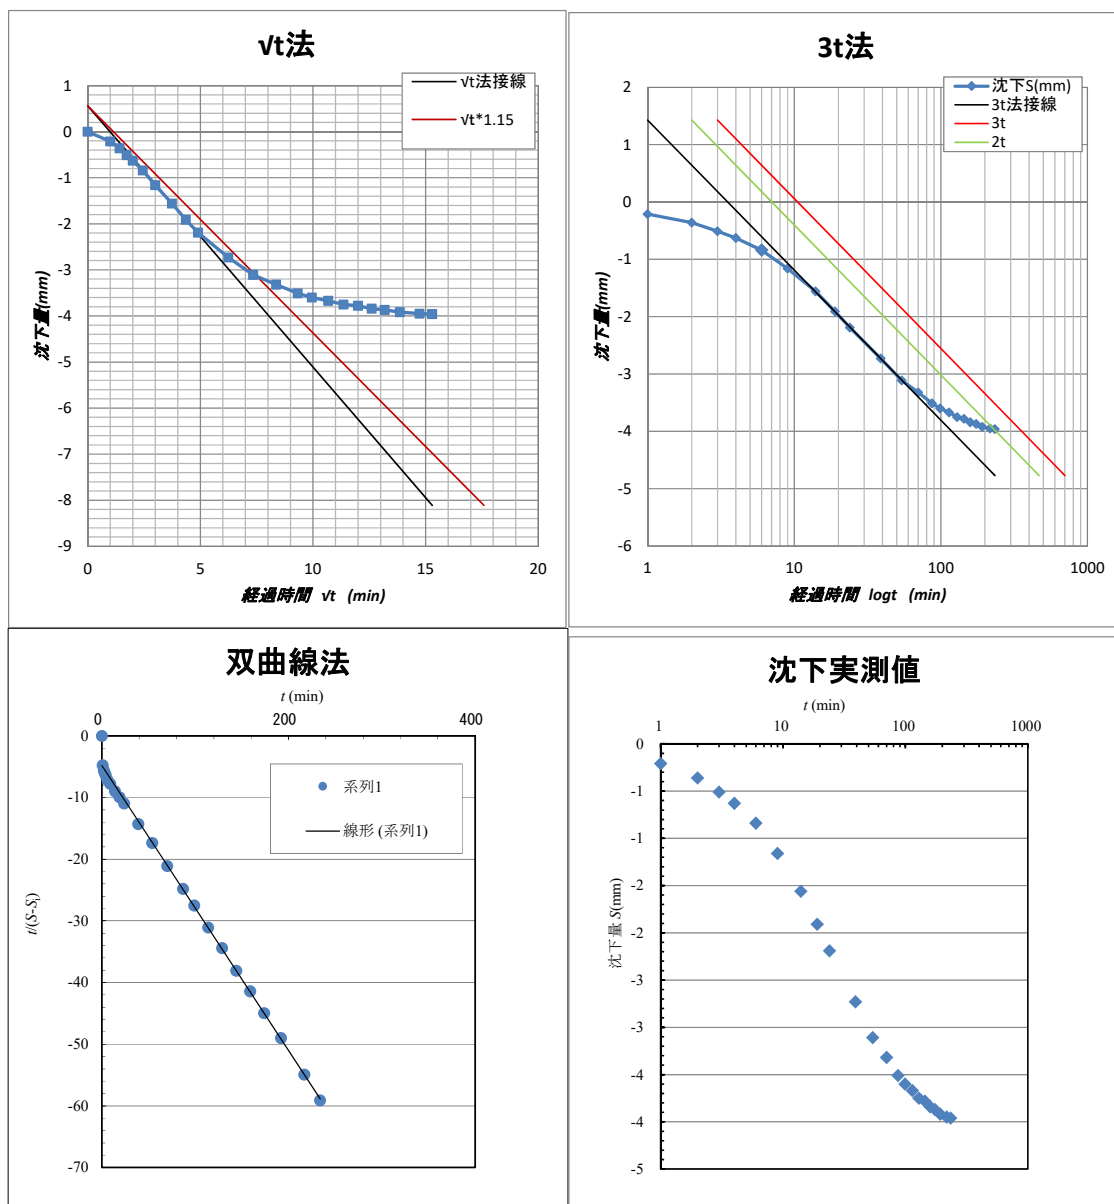 √t法
√t法接線
√t*1.15
1
0
-1
-2
-3
-4
-5
-6
-7
-8
-9
沈下量(mm)
0 5 10 15 20
経過時間 √t (min)
3t法
沈下S(mm)
3t法接線
3t
2t
2
1
0
-1
-2
-3
-4
-5
-6
沈下量(mm)
1 10 100 1000
経過時間 logt (min)
双曲線法
t (min)
0 200 400
0
-10
-20
-30
-40
-50
-60
-70
t/(S-Si)
系列1
線形 (系列1)
沈下実測値
t (min)
1 10 100 1000
0
-1
-1
-2
-2
-3
-3
-4
-4
-5
沈下量 S(mm)